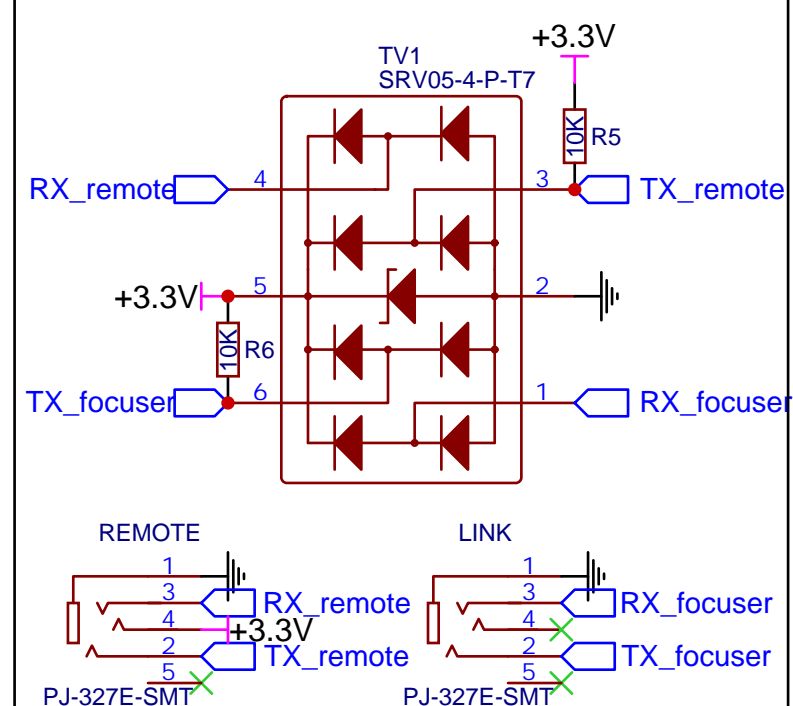 +3.3V
TV1
SRV05-4-P-T7
10K R5
RX_remote 4 3 TX_remote
+3.3V 5 2
10K R6
TX_focuser 6 1 RX_focuser
REMOTE LINK
1 1
3 RX_remote 3 RX_focuser
4 +3.3V 4
2 TX_remote 2 TX_focuser
5 5
PJ-327E-SMT PJ-327E-SMT